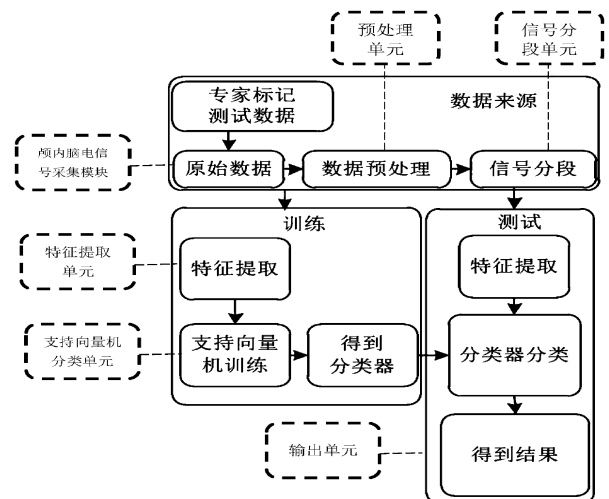 预处理
单元
信号分
段单元
专家标记
测试数据
数据来源
颅内脑电信
号采集模块
原始数据
数据预处理
信号分段
训练
测试
特征提取
单元
特征提取
特征提取
支持向量机
分类单元
支持向量
机训练
得到
分类器
分类器分类
输出单元
得到结果